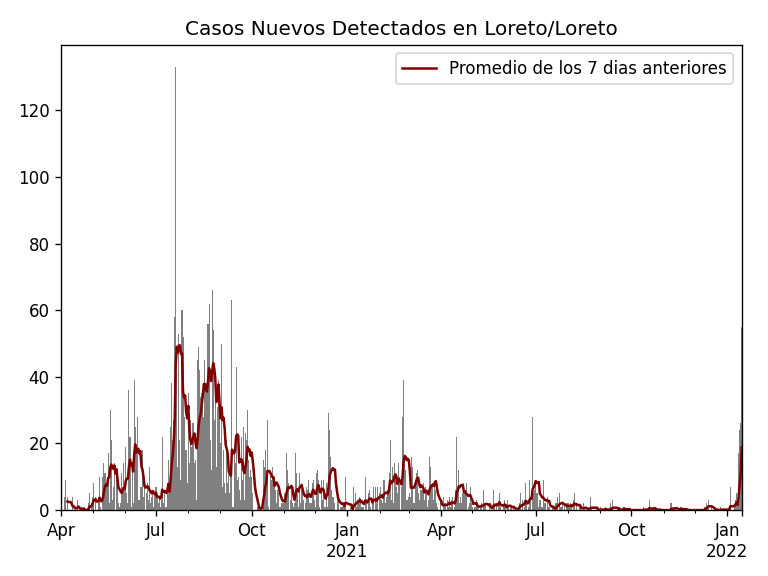 Casos Nuevos Detectados en Loreto/Loreto
Promedio de los 7 dias anteriores
120
100
80
60
40
20
0
Apr Jul Oct Jan Apr Jul Oct Jan
2021 2022